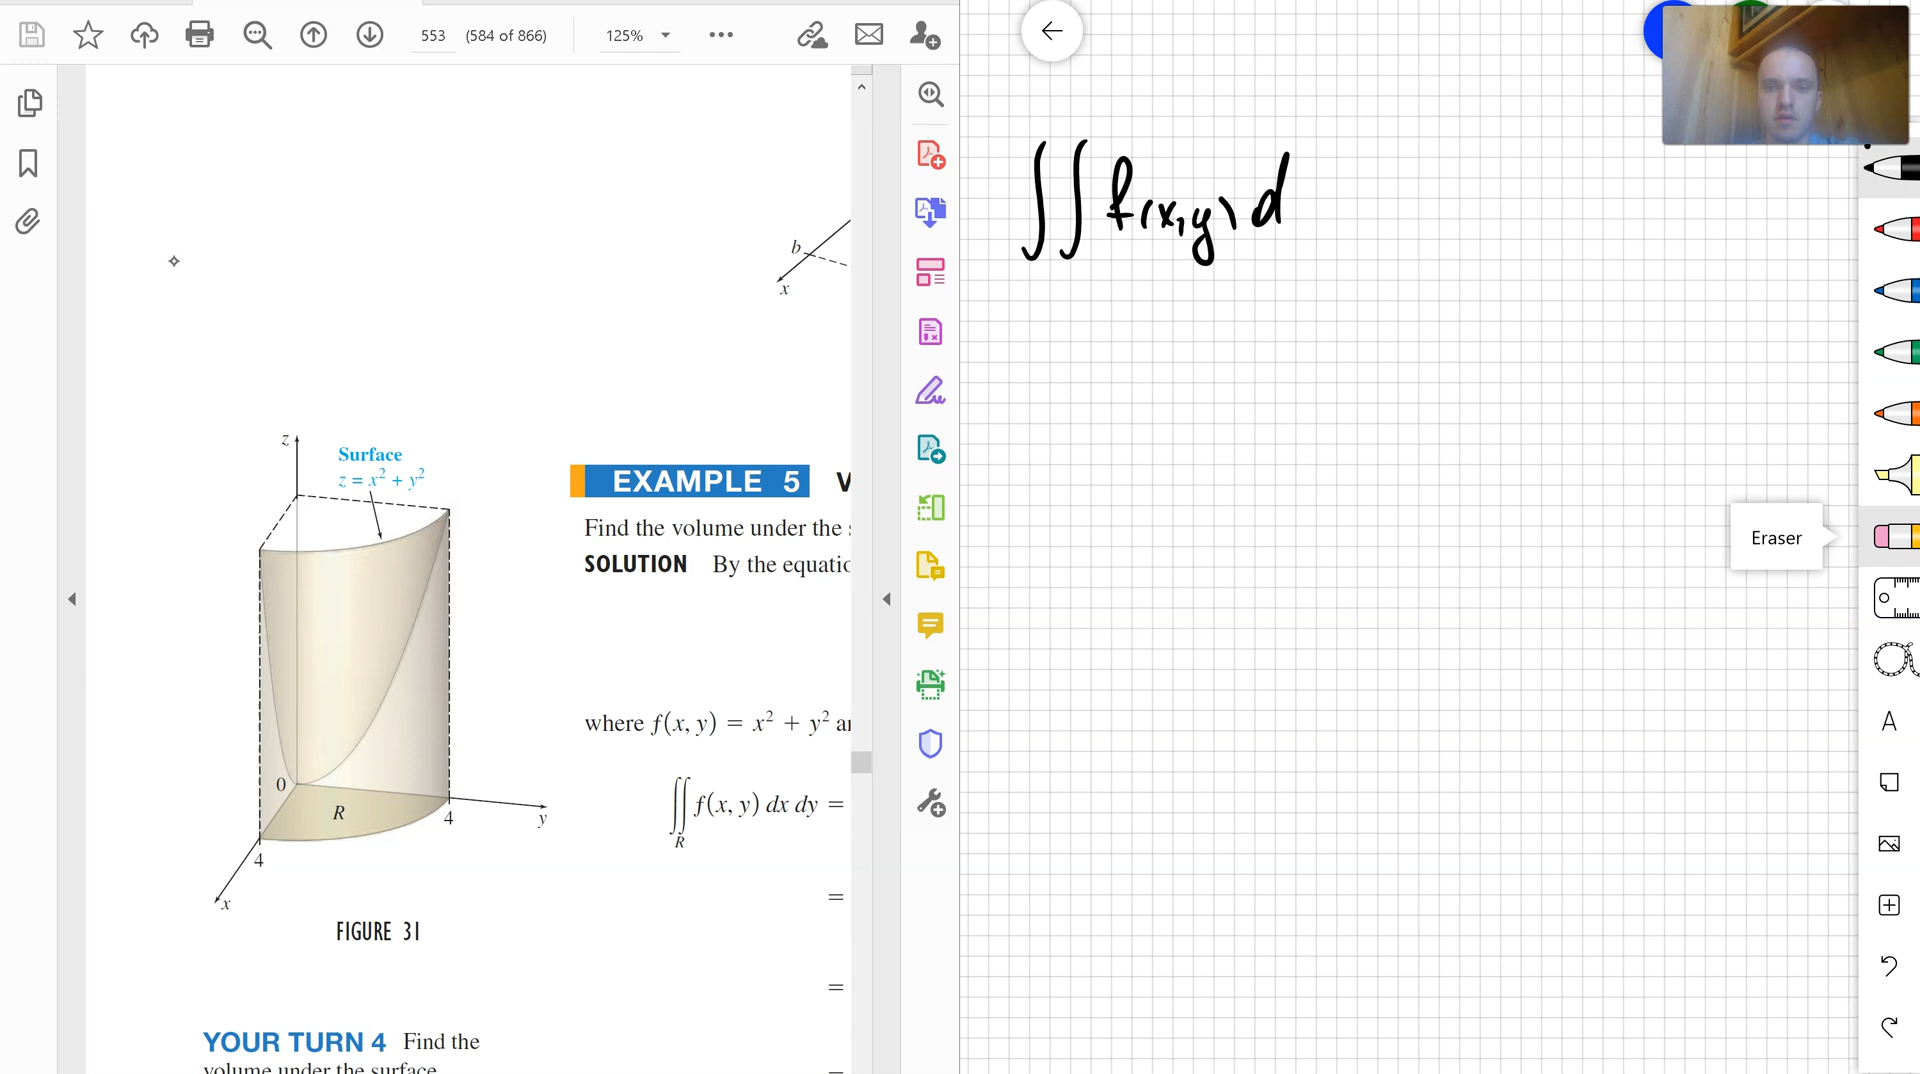 553 (584 of 866) 125%
b
x
z
Surface
z = x² + y²
0
R
4
4
y
x
FIGURE 31
YOUR TURN 4 Find the
volume under the surface
EXAMPLE 5
Find the volume under the
SOLUTION By the equatio
where f(x, y) = x² + y² ar
∬ f(x, y) dx dy =
R
=
=
∫∫ f(x,y) d
Eraser
A